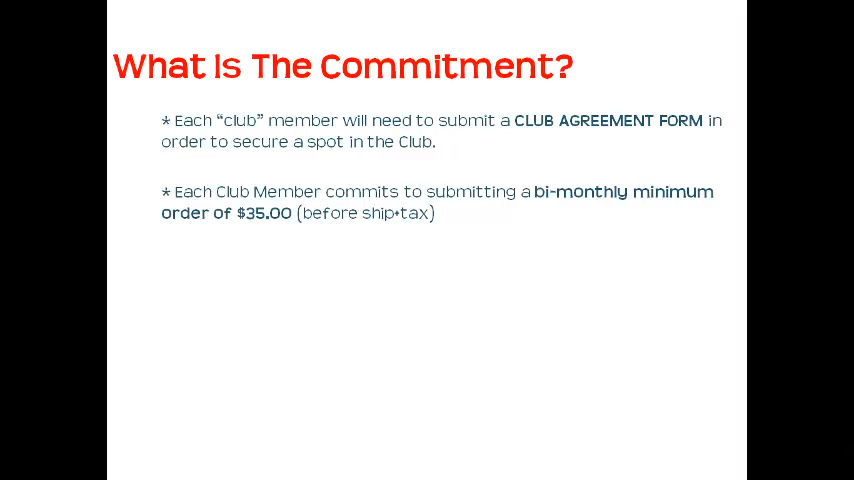 What Is The Commitment?
* Each “club” member will need to submit a CLUB AGREEMENT FORM in
order to secure a spot in the Club.
* Each Club Member commits to submitting a bi-monthly minimum
order of $35.00 (before ship+tax)